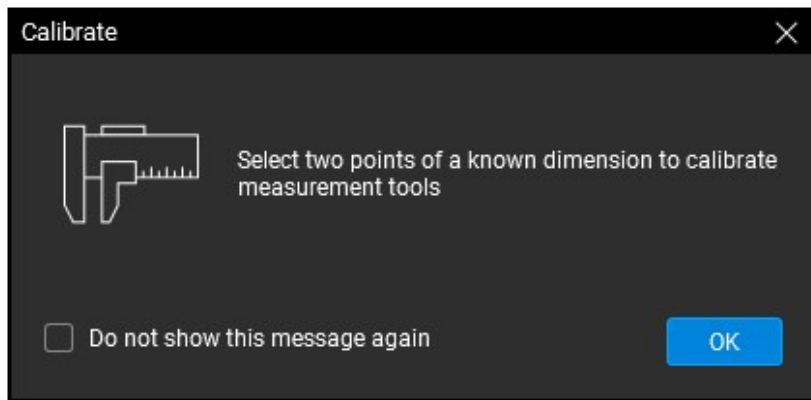 Calibrate
Select two points of a known dimension to calibrate
measurement tools
Do not show this message again
OK